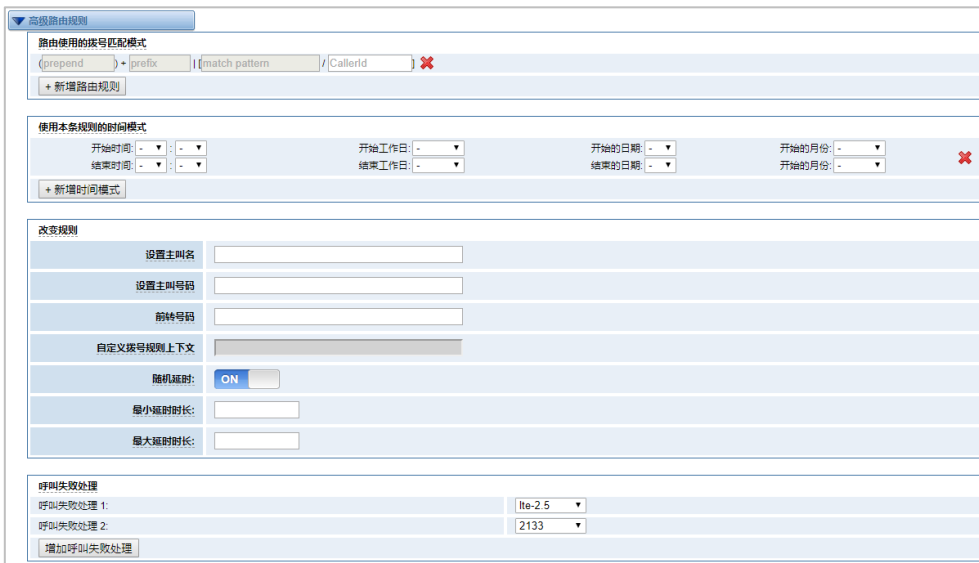 高级路由规则
路由使用的拨号匹配模式
(prepend ) + prefix | [match pattern / CallerId ]
+ 新增路由规则
使用本条规则的时间模式
开始时间: - : - 开始工作日: - 开始的日期: - 开始的月份: -
结束时间: - : - 结束工作日: - 结束的日期: - 开始的月份: -
+ 新增时间模式
改变规则
设置主叫名
设置主叫号码
前转号码
自定义拨号规则上下文
随机延时: ON
最小延时时长:
最大延时时长:
呼叫失败处理
呼叫失败处理 1: lte-2.5
呼叫失败处理 2: 2133
增加呼叫失败处理